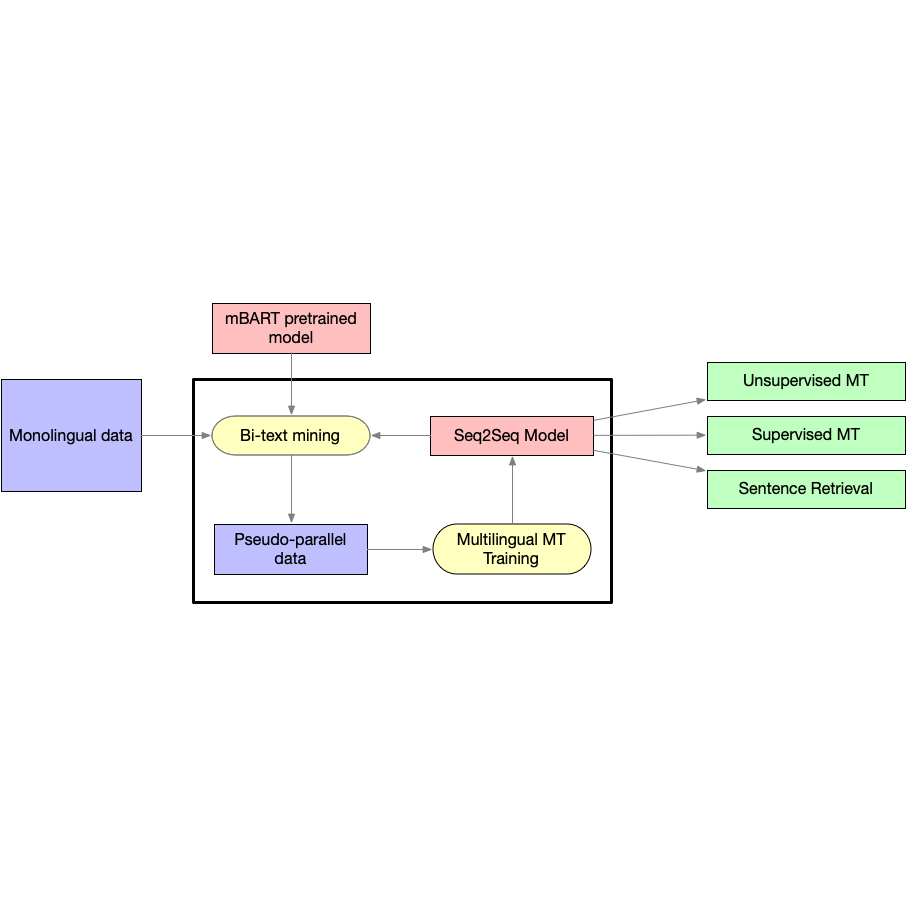 mBART pretrained
model
Monolingual data
Bi-text mining
Seq2Seq Model
Pseudo-parallel
data
Multilingual MT
Training
Unsupervised MT
Supervised MT
Sentence Retrieval